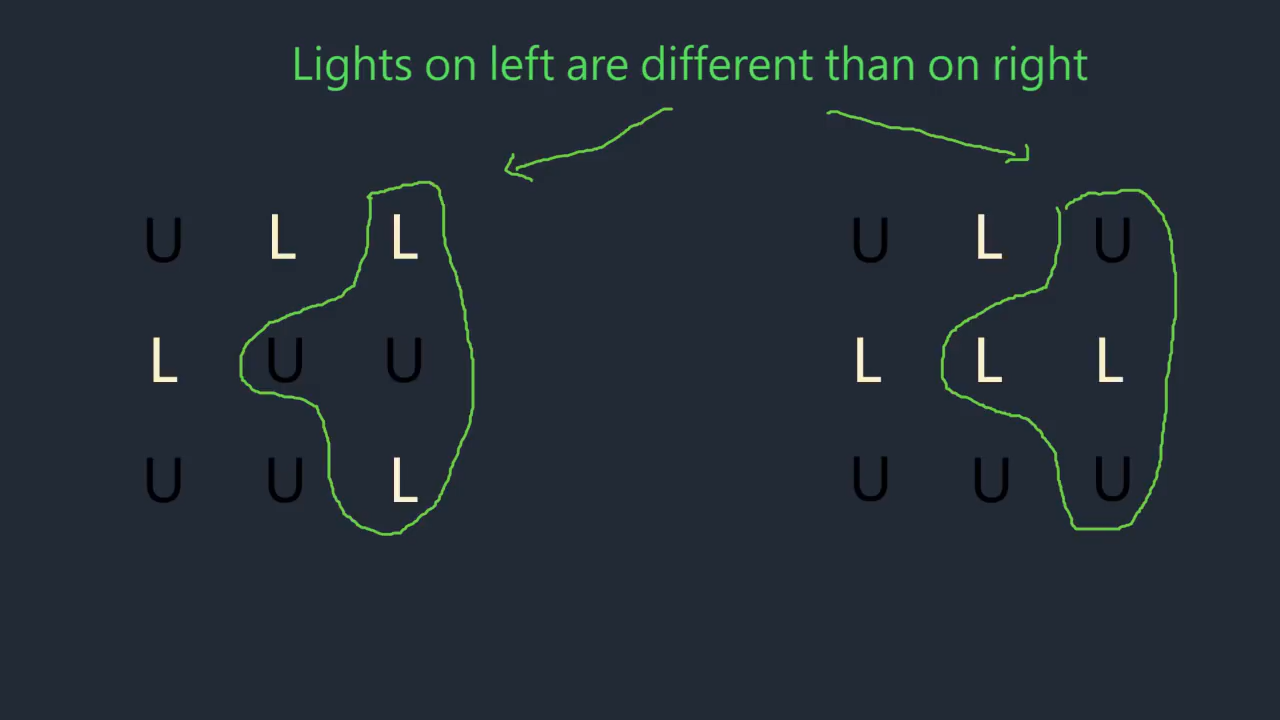 Lights on left are different than on right
U L L U L U
L U U L L L
U U L U U U